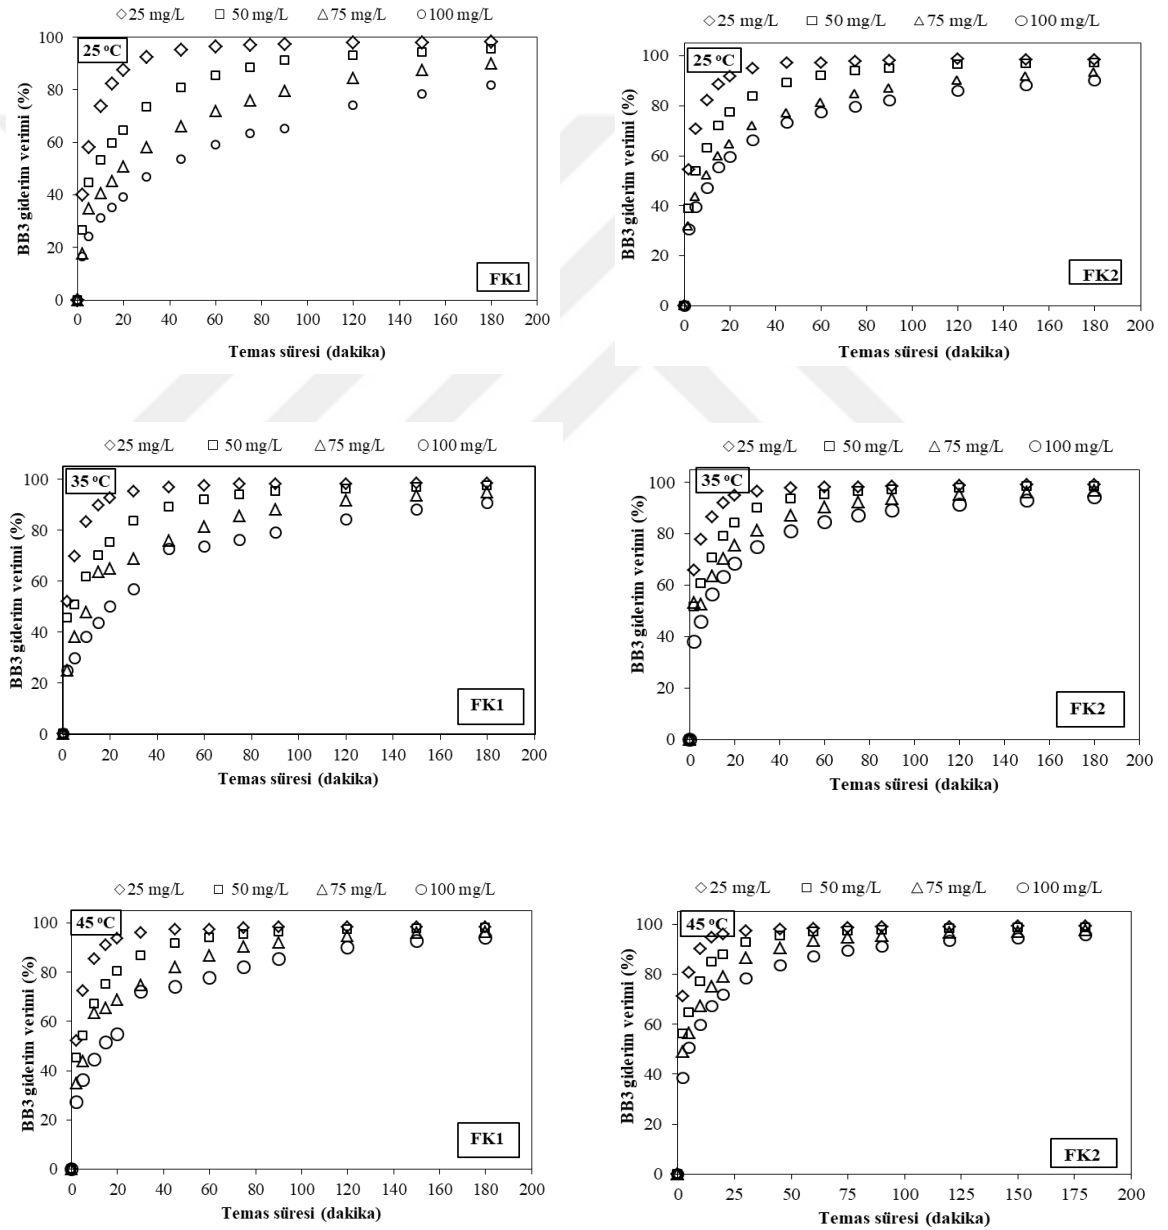 ◇25 mg/L □ 50 mg/L △75 mg/L ○100 mg/L
25 °C
BB3 giderim verimi (%)
100
80
60
40
20
0
FK1
0 20 40 60 80 100 120 140 160 180 200
Temas süresi (dakika)
◇25 mg/L □50 mg/L △75 mg/L ○100 mg/L
25 °C
BB3 giderim verimi (%)
100
80
60
40
20
0
FK2
0 20 40 60 80 100 120 140 160 180 200
Temas süresi (dakika)
◇25 mg/L □ 50 mg/L △75 mg/L ○100 mg/L
35 °C
BB3 giderim verimi (%)
100
80
60
40
20
0
FK1
0 20 40 60 80 100 120 140 160 180 200
Temas süresi (dakika)
◇25 mg/L □ 50 mg/L △75 mg/L ○100 mg/L
35 °C
BB3 giderim verimi (%)
100
80
60
40
20
0
FK2
0 20 40 60 80 100 120 140 160 180 200
Temas süresi (dakika)
◇25 mg/L □ 50 mg/L △75 mg/L ○100 mg/L
45 °C
BB3 giderim verimi (%)
100
80
60
40
20
0
FK1
0 20 40 60 80 100 120 140 160 180 200
Temas süresi (dakika)
◇25 mg/L □50 mg/L △75 mg/L ○100 mg/L
45 °C
BB3 giderim verimi (%)
100
80
60
40
20
0
FK2
0 25 50 75 100 125 150 175 200
Temas süresi (dakika)